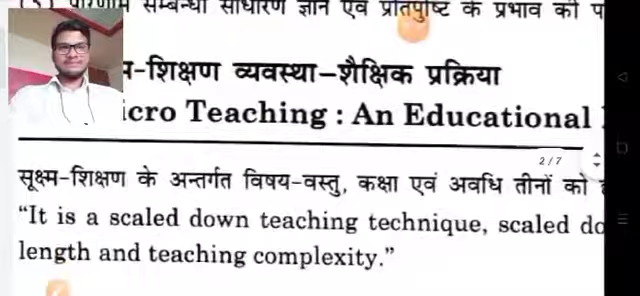 सम्बन्धी साधारण ज्ञान एवं प्रतिपुष्टि के प्रभाव को
शिक्षण व्यवस्था–शैक्षिक प्रक्रिया
icro Teaching : An Educational
2/7
सूक्ष्म-शिक्षण के अन्तर्गत विषय-वस्तु, कक्षा एवं अवधि तीनों को
“It is a scaled down teaching technique, scaled do
length and teaching complexity.”